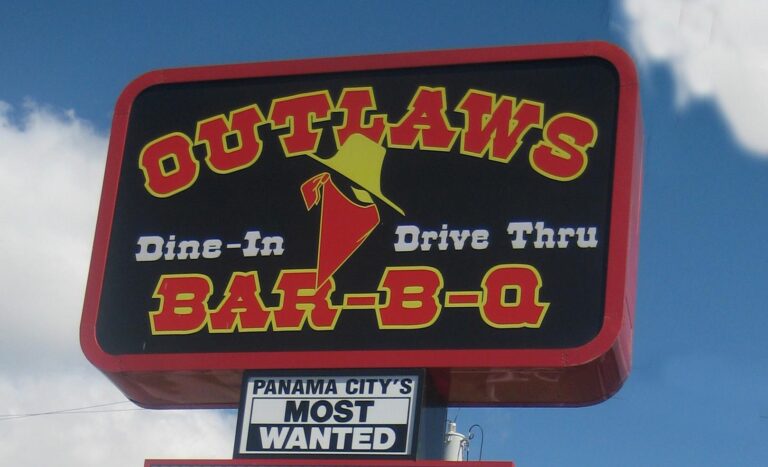 OUTLAWS
Dine-In Drive Thru
BAR-B-Q
PANAMA CITY'S
MOST
WANTED